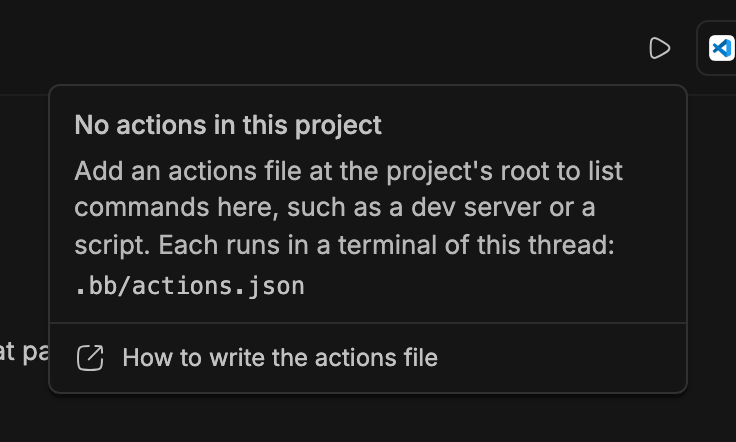 No actions in this project
Add an actions file at the project's root to list
commands here, such as a dev server or a
script. Each runs in a terminal of this thread:
.bb/actions.json
at pa
How to write the actions file